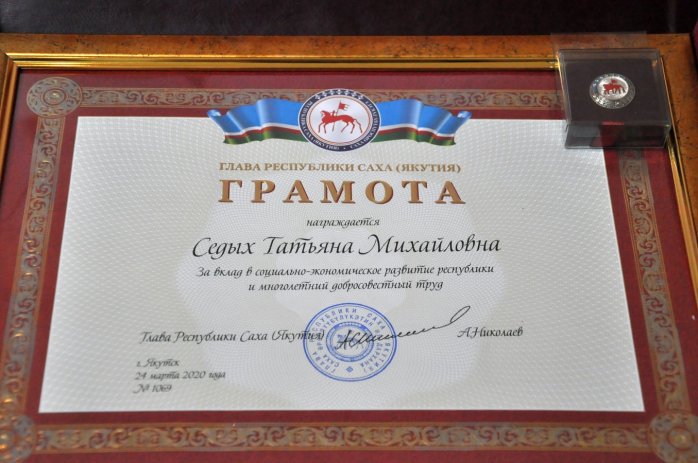 ГЛАВА РЕСПУБЛИКИ САХА (ЯКУТИЯ)
ГРАМОТА
награждается
Седых Татьяна Михайловна
За вклад в социально-экономическое развитие республики
и многолетний добросовестный труд
Глава Республики Саха (Якутия)
А.Николаев
г. Якутск
24 марта 2020 года
№ 1069